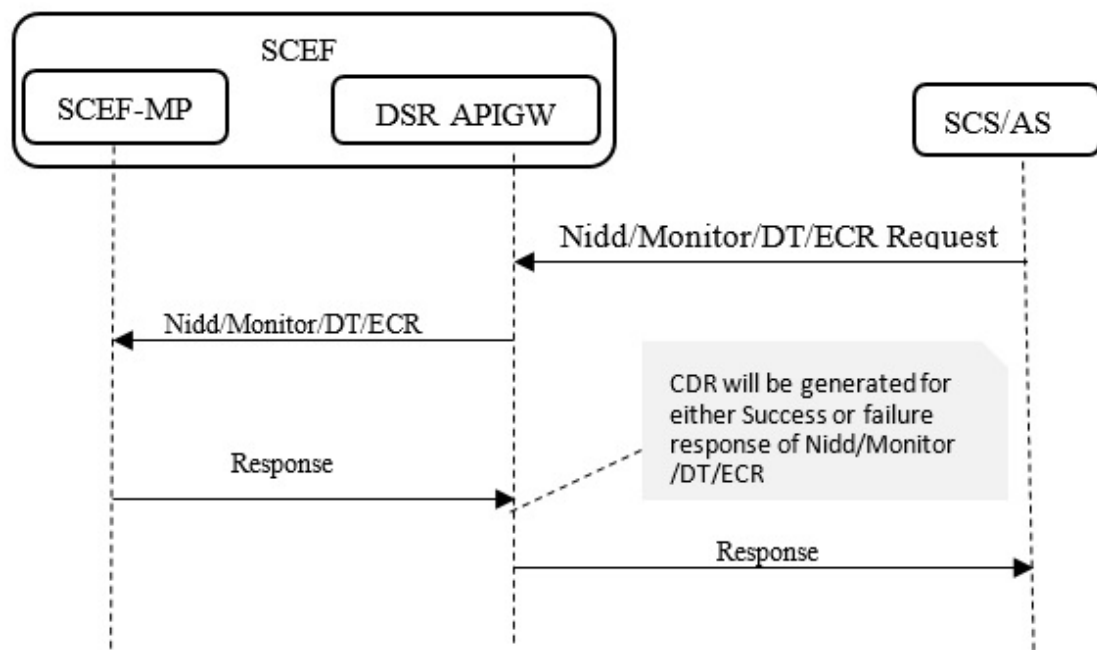 SCEF
SCEF-MP
DSR APIGW
SCS/AS
Nidd/Monitor/DT/ECR Request
Nidd/Monitor/DT/ECR
CDR will be generated for
either Success or failure
response of Nidd/Monitor
/DT/ECR
Response
Response